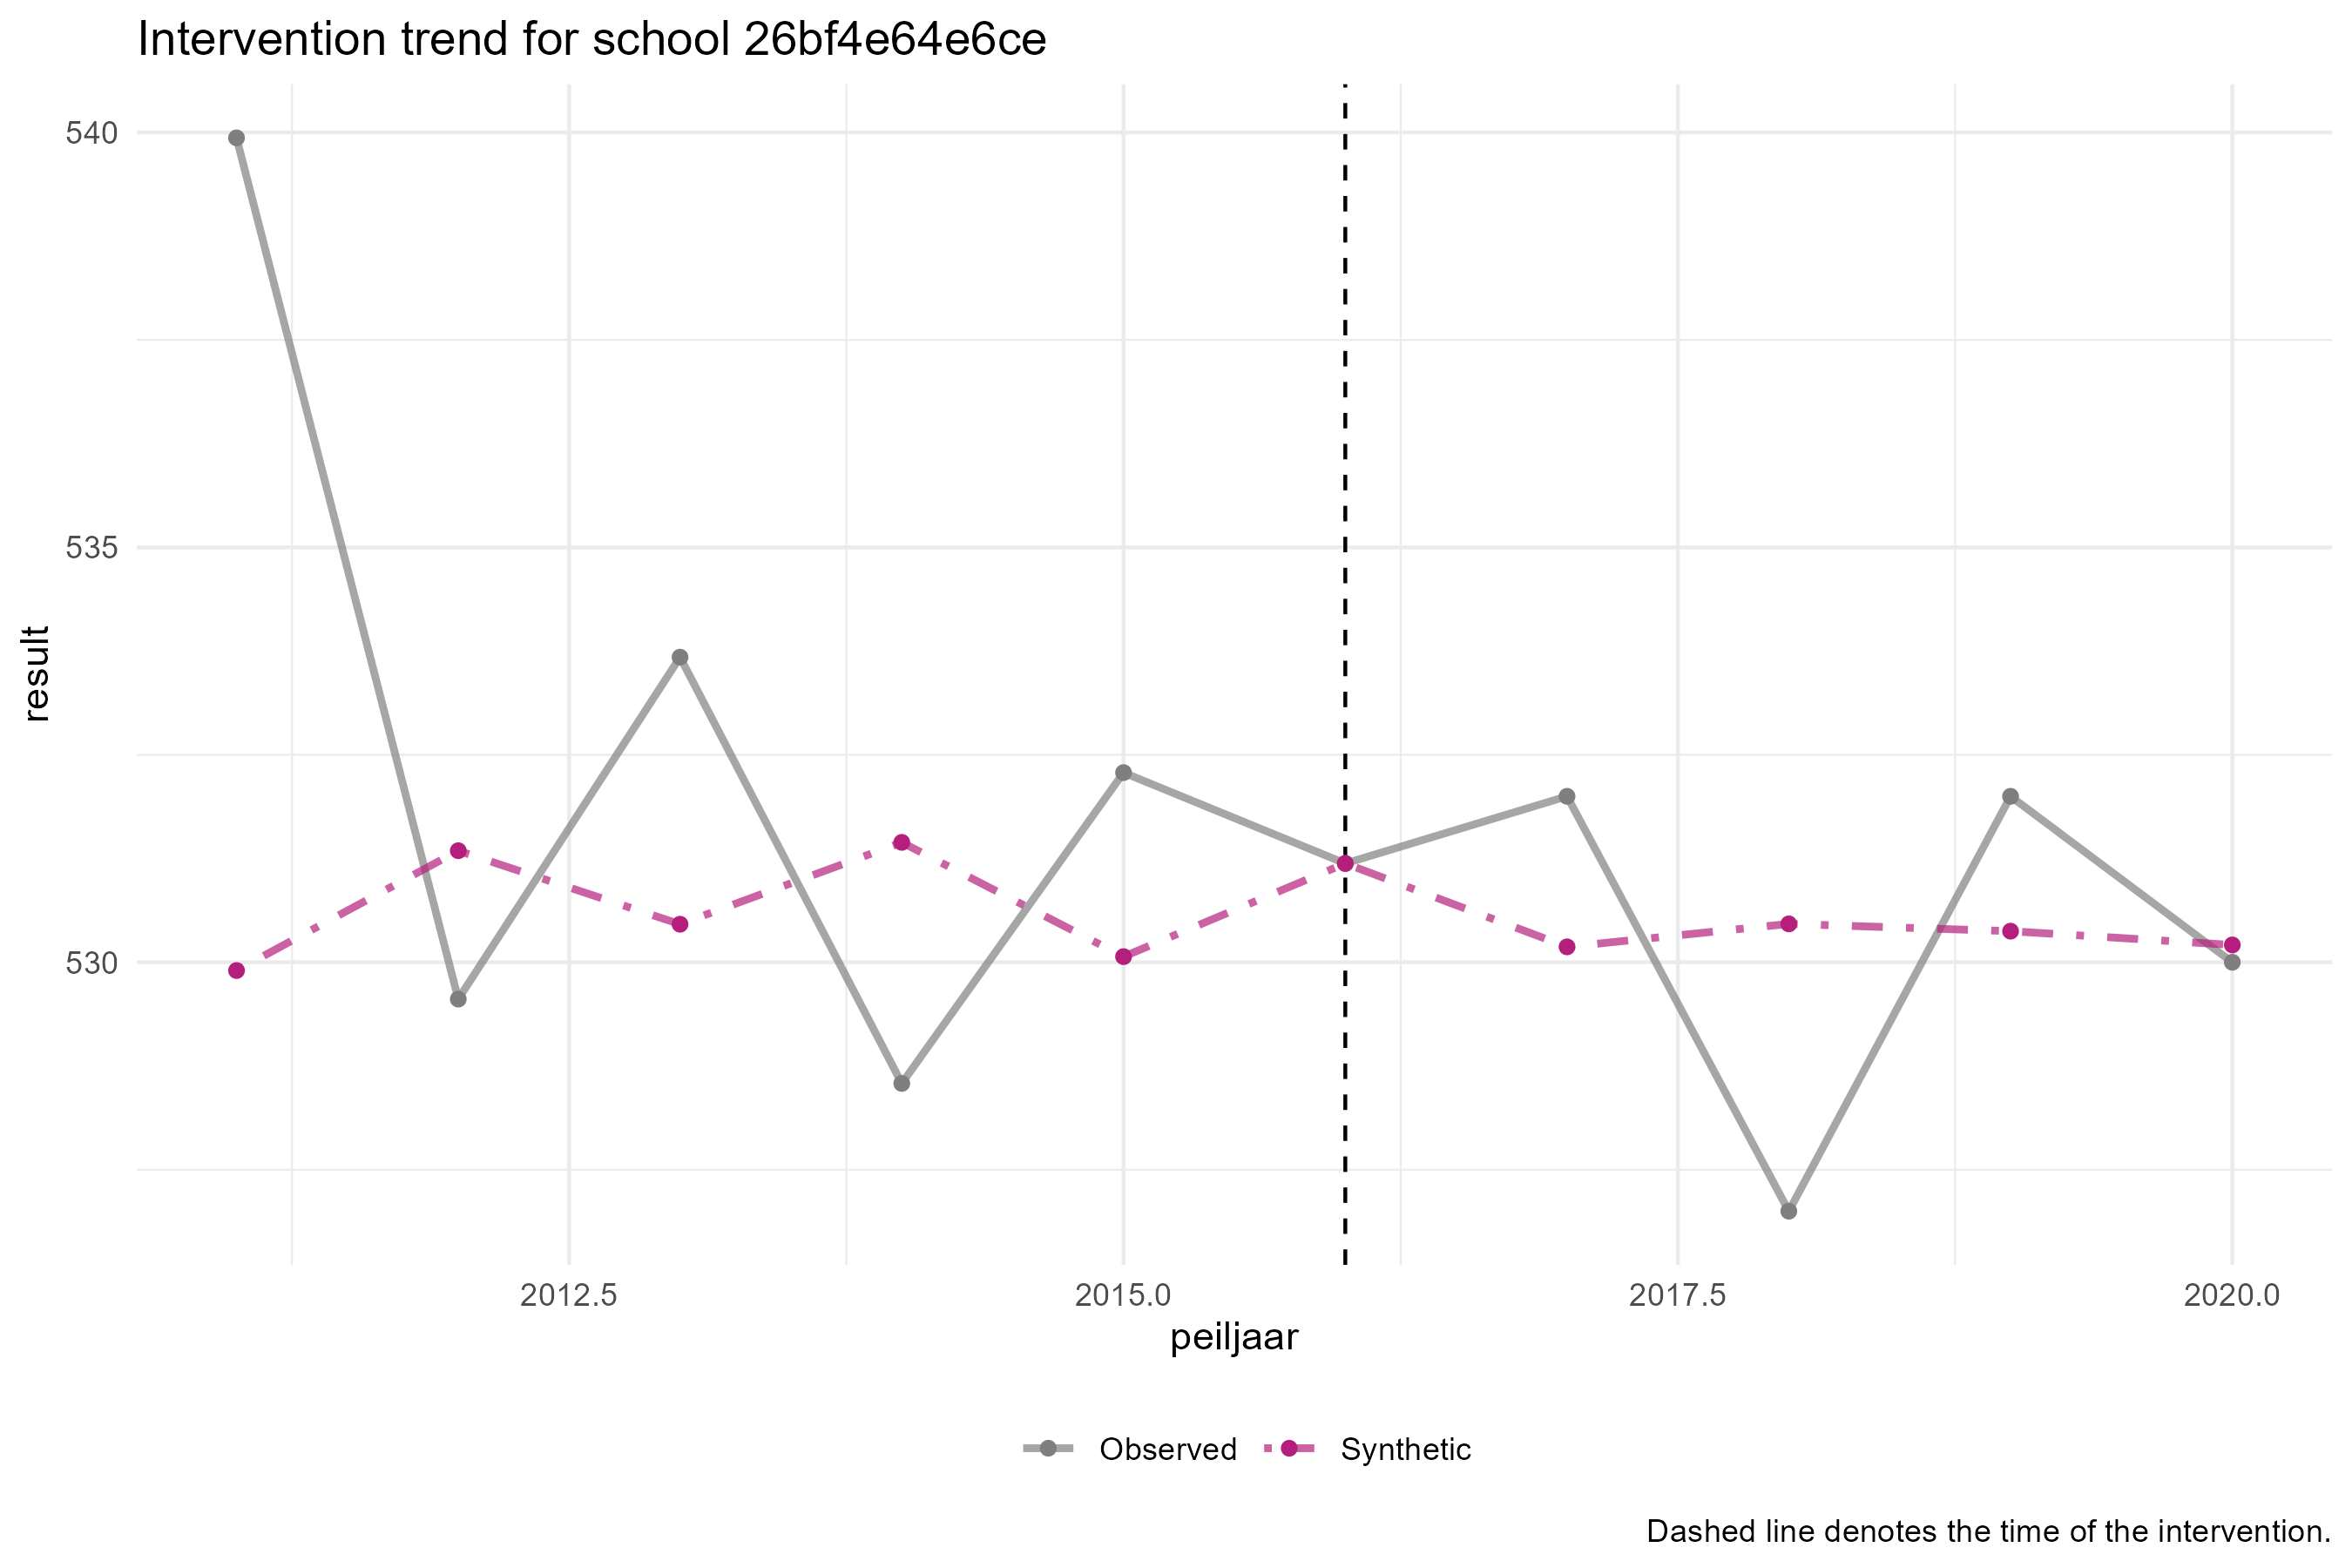 Intervention trend for school 26bf4e64e6ce
540
535
530
result
2012.5 2015.0 2017.5 2020.0
peiljaar
Observed Synthetic
Dashed line denotes the time of the intervention.